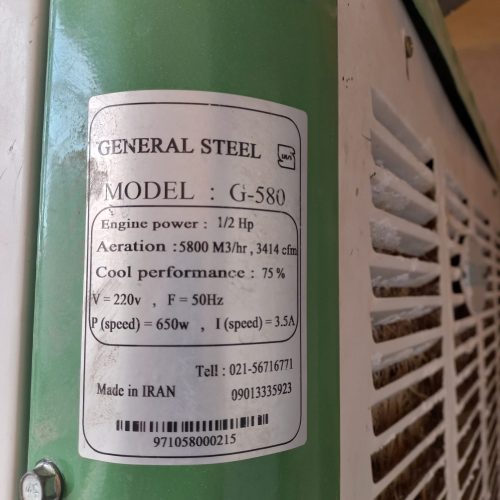 GENERAL STEEL
MODEL : G-580
Engine power : 1/2 Hp
Aeration :5800 M3/hr , 3414 cfm
Cool performance : 75 %
V = 220v , F = 50Hz
P (speed) = 650w , I (speed) = 3.5A
Tell : 021-56716771
Made in IRAN 09013335923
971058000215